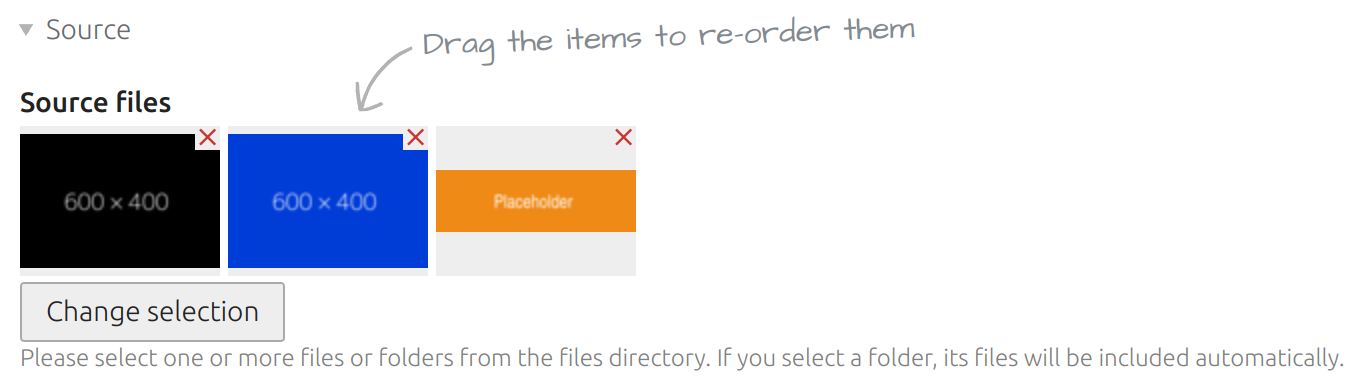 Source
Drag the items to re-order them
Source files
600 × 400
600 × 400
Placeholder
Change selection
Please select one or more files or folders from the files directory. If you select a folder, its files will be included automatically.